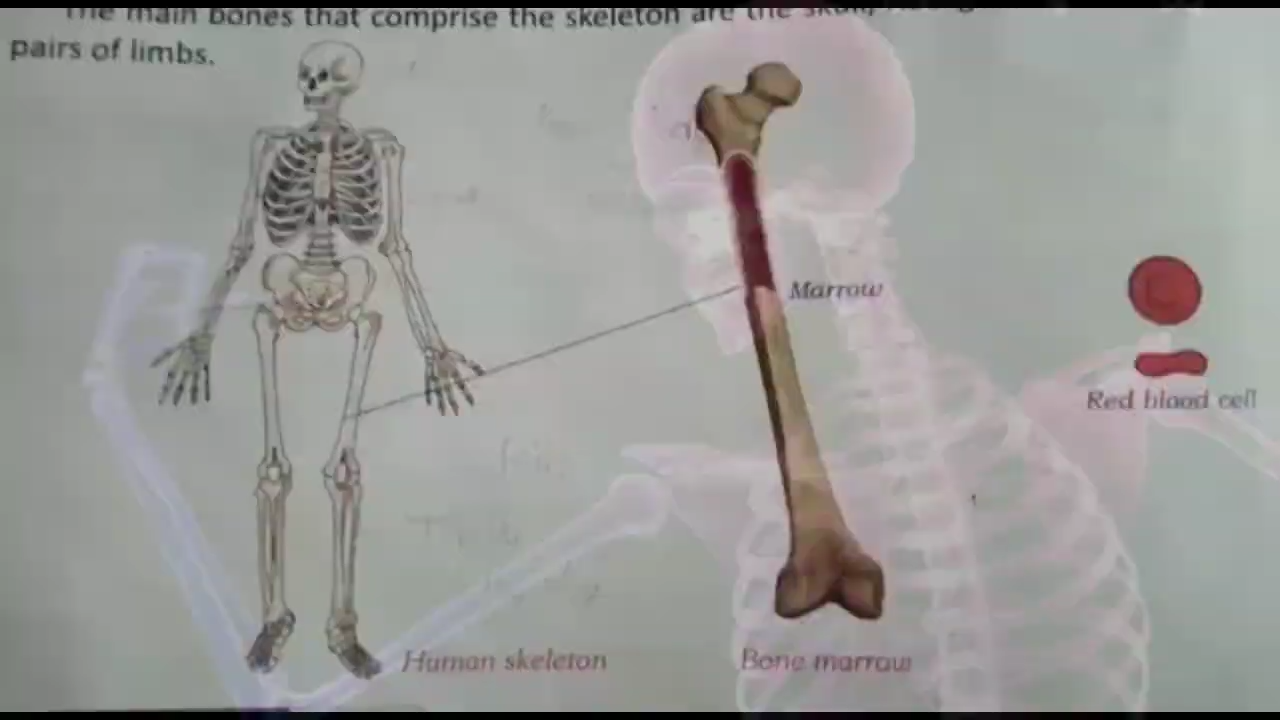 The main bones that comprise the skeleton are the skull,
pairs of limbs.
Marrow
Red blood cell
Human skeleton
Bone marrow